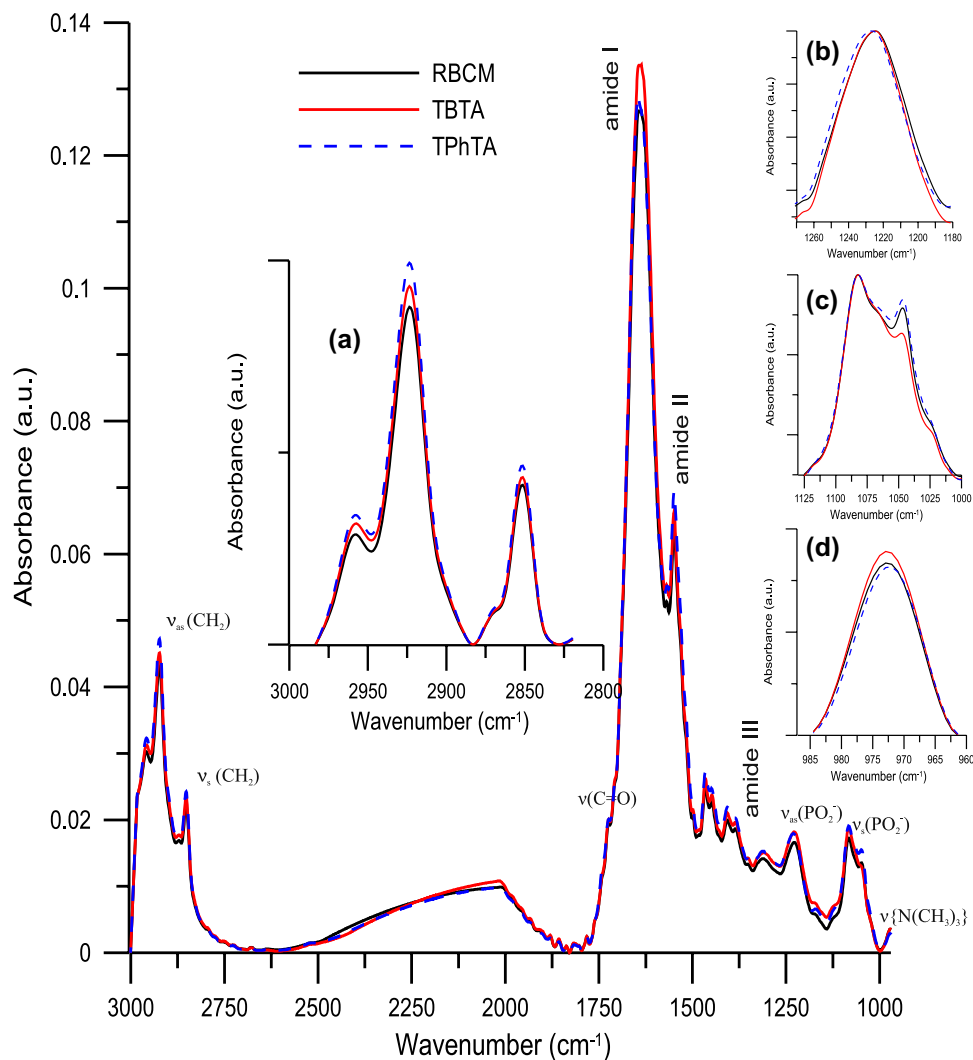 0.14
0.12
0.1
0.08
0.06
0.04
0.02
0
Absorbance (a.u.)
3000 2750 2500 2250 2000 1750 1500 1250 1000
Wavenumber (cm⁻¹)
RBCM
TBTA
TPhTA
amide I
amide II
amide III
ν_as(CH₂)
ν_s (CH₂)
ν(C=O)
ν_as(PO₂⁻)
ν_s(PO₂⁻)
ν{N(CH₃)₃}
(a)
Absorbance (a.u.)
3000 2950 2900 2850 2800
Wavenumber (cm⁻¹)
(b)
Absorbance (a.u.)
1260 1240 1220 1200 1180
Wavenumber (cm⁻¹)
(c)
Absorbance (a.u.)
1125 1100 1075 1050 1025 1000
Wavenumber (cm⁻¹)
(d)
Absorbance (a.u.)
985 980 975 970 965 960
Wavenumber (cm⁻¹)